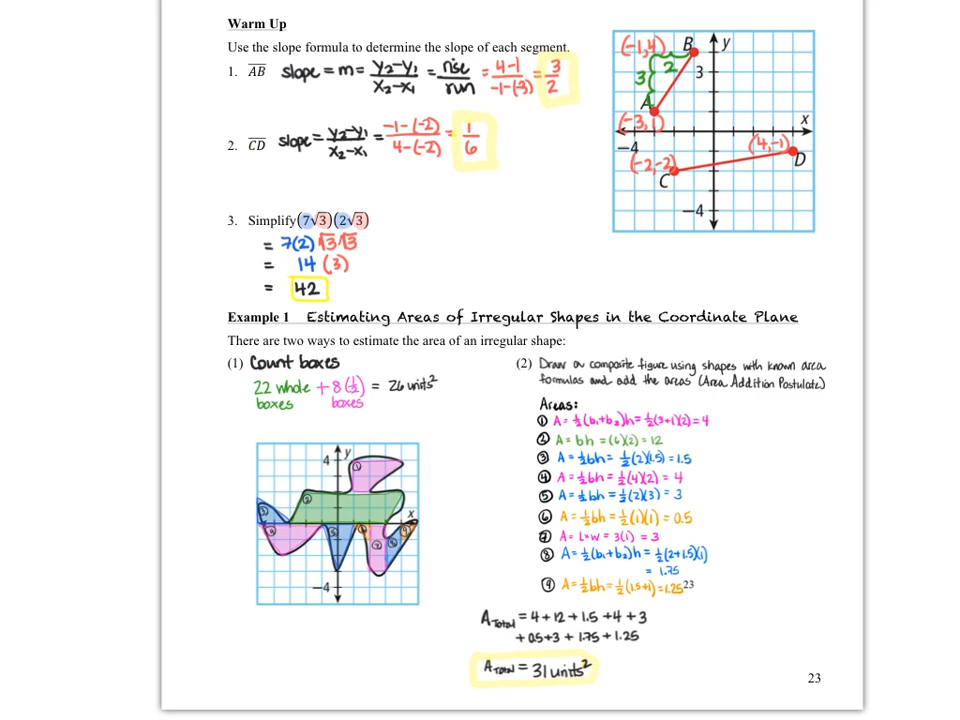 Warm Up
Use the slope formula to determine the slope of each segment.
1. AB slope = m = y₂-y₁/x₂-x₁ = rise/run = 4-1/-1-(-3) = 3/2
2. CD slope = y₂-y₁/x₂-x₁ = -1-(-2)/4-(-2) = 1/6
3. Simplify (7√3)(2√3)
= 7(2) √3√3
= 14 (3)
= 42
(-1,4) B y
3 2 3
A
(-3,1) x
-4 (4,-1)
(-2,-2) D
C
-4
Example 1 Estimating Areas of Irregular Shapes in the Coordinate Plane
There are two ways to estimate the area of an irregular shape:
(1) Count boxes
22 whole + 8(½) = 26 units²
boxes boxes
4 y
x
-4
(2) Draw a composite figure using shapes with known area
formulas and add the areas (Area Addition Postulate)
Areas:
① A = ½(b₁+b₂)h = ½(3+1)(2) = 4
② A = bh = (6)(2) = 12
③ A = ½bh = ½(2)(1.5) = 1.5
④ A = ½bh = ½(4)(2) = 4
⑤ A = ½bh = ½(2)(3) = 3
⑥ A = ½bh = ½(1)(1) = 0.5
⑦ A = L×W = 3(1) = 3
⑧ A = ½(b₁+b₂)h = ½(2+1.5)(1)
= 1.75
⑨ A = ½bh = ½(1.5+1) = 1.25 23
A Total = 4 + 12 + 1.5 + 4 + 3
+ 0.5 + 3 + 1.75 + 1.25
A Total = 31 units²
23